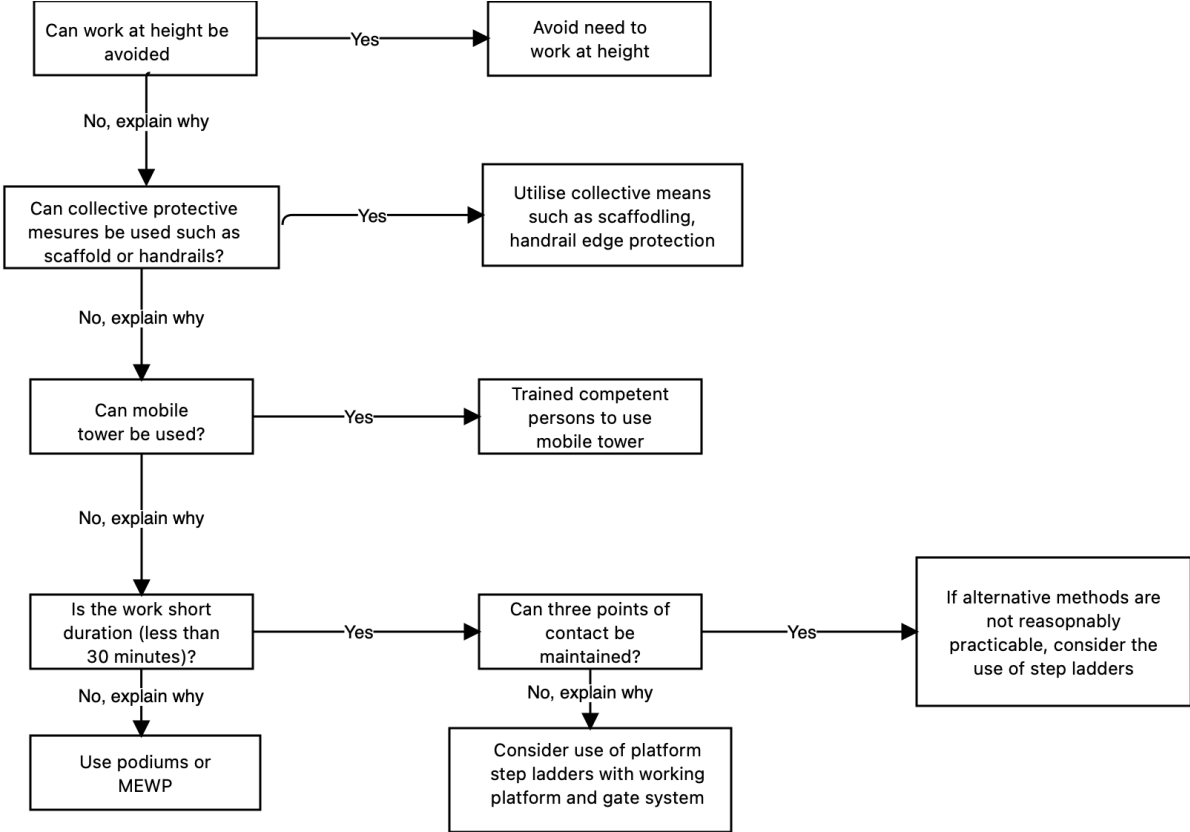 Can work at height be
avoided
Yes
Avoid need to
work at height
No, explain why
Can collective protective
mesures be used such as
scaffold or handrails?
Yes
Utilise collective means
such as scaffodling,
handrail edge protection
No, explain why
Can mobile
tower be used?
Yes
Trained competent
persons to use
mobile tower
No, explain why
Is the work short
duration (less than
30 minutes)?
Yes
Can three points of
contact be
maintained?
Yes
If alternative methods are
not reasopnably
practicable, consider the
use of step ladders
No, explain why
Use podiums or
MEWP
No, explain why
Consider use of platform
step ladders with working
platform and gate system